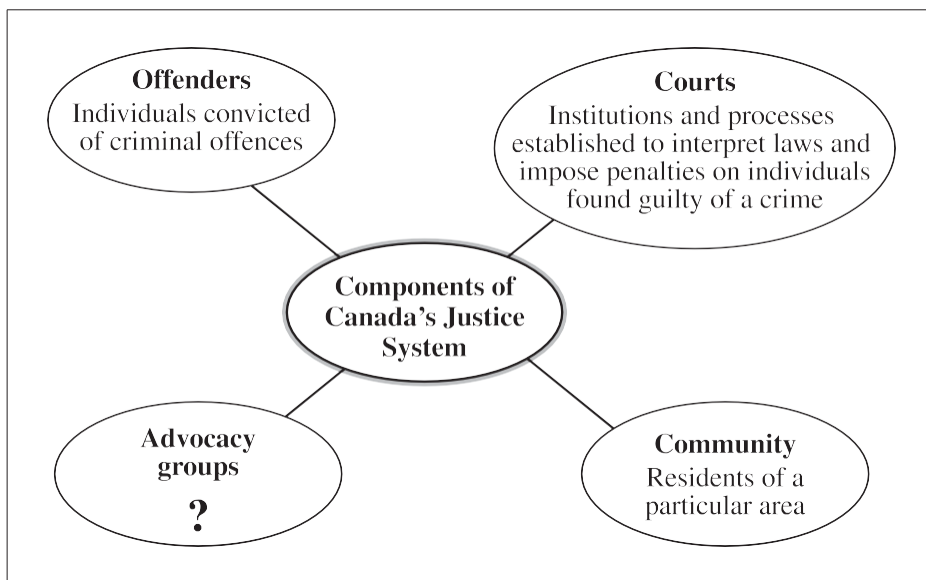 Offenders
Individuals convicted
of criminal offences
Courts
Institutions and processes
established to interpret laws and
impose penalties on individuals
found guilty of a crime
Components of
Canada’s Justice
System
Advocacy
groups
?
Community
Residents of a
particular area